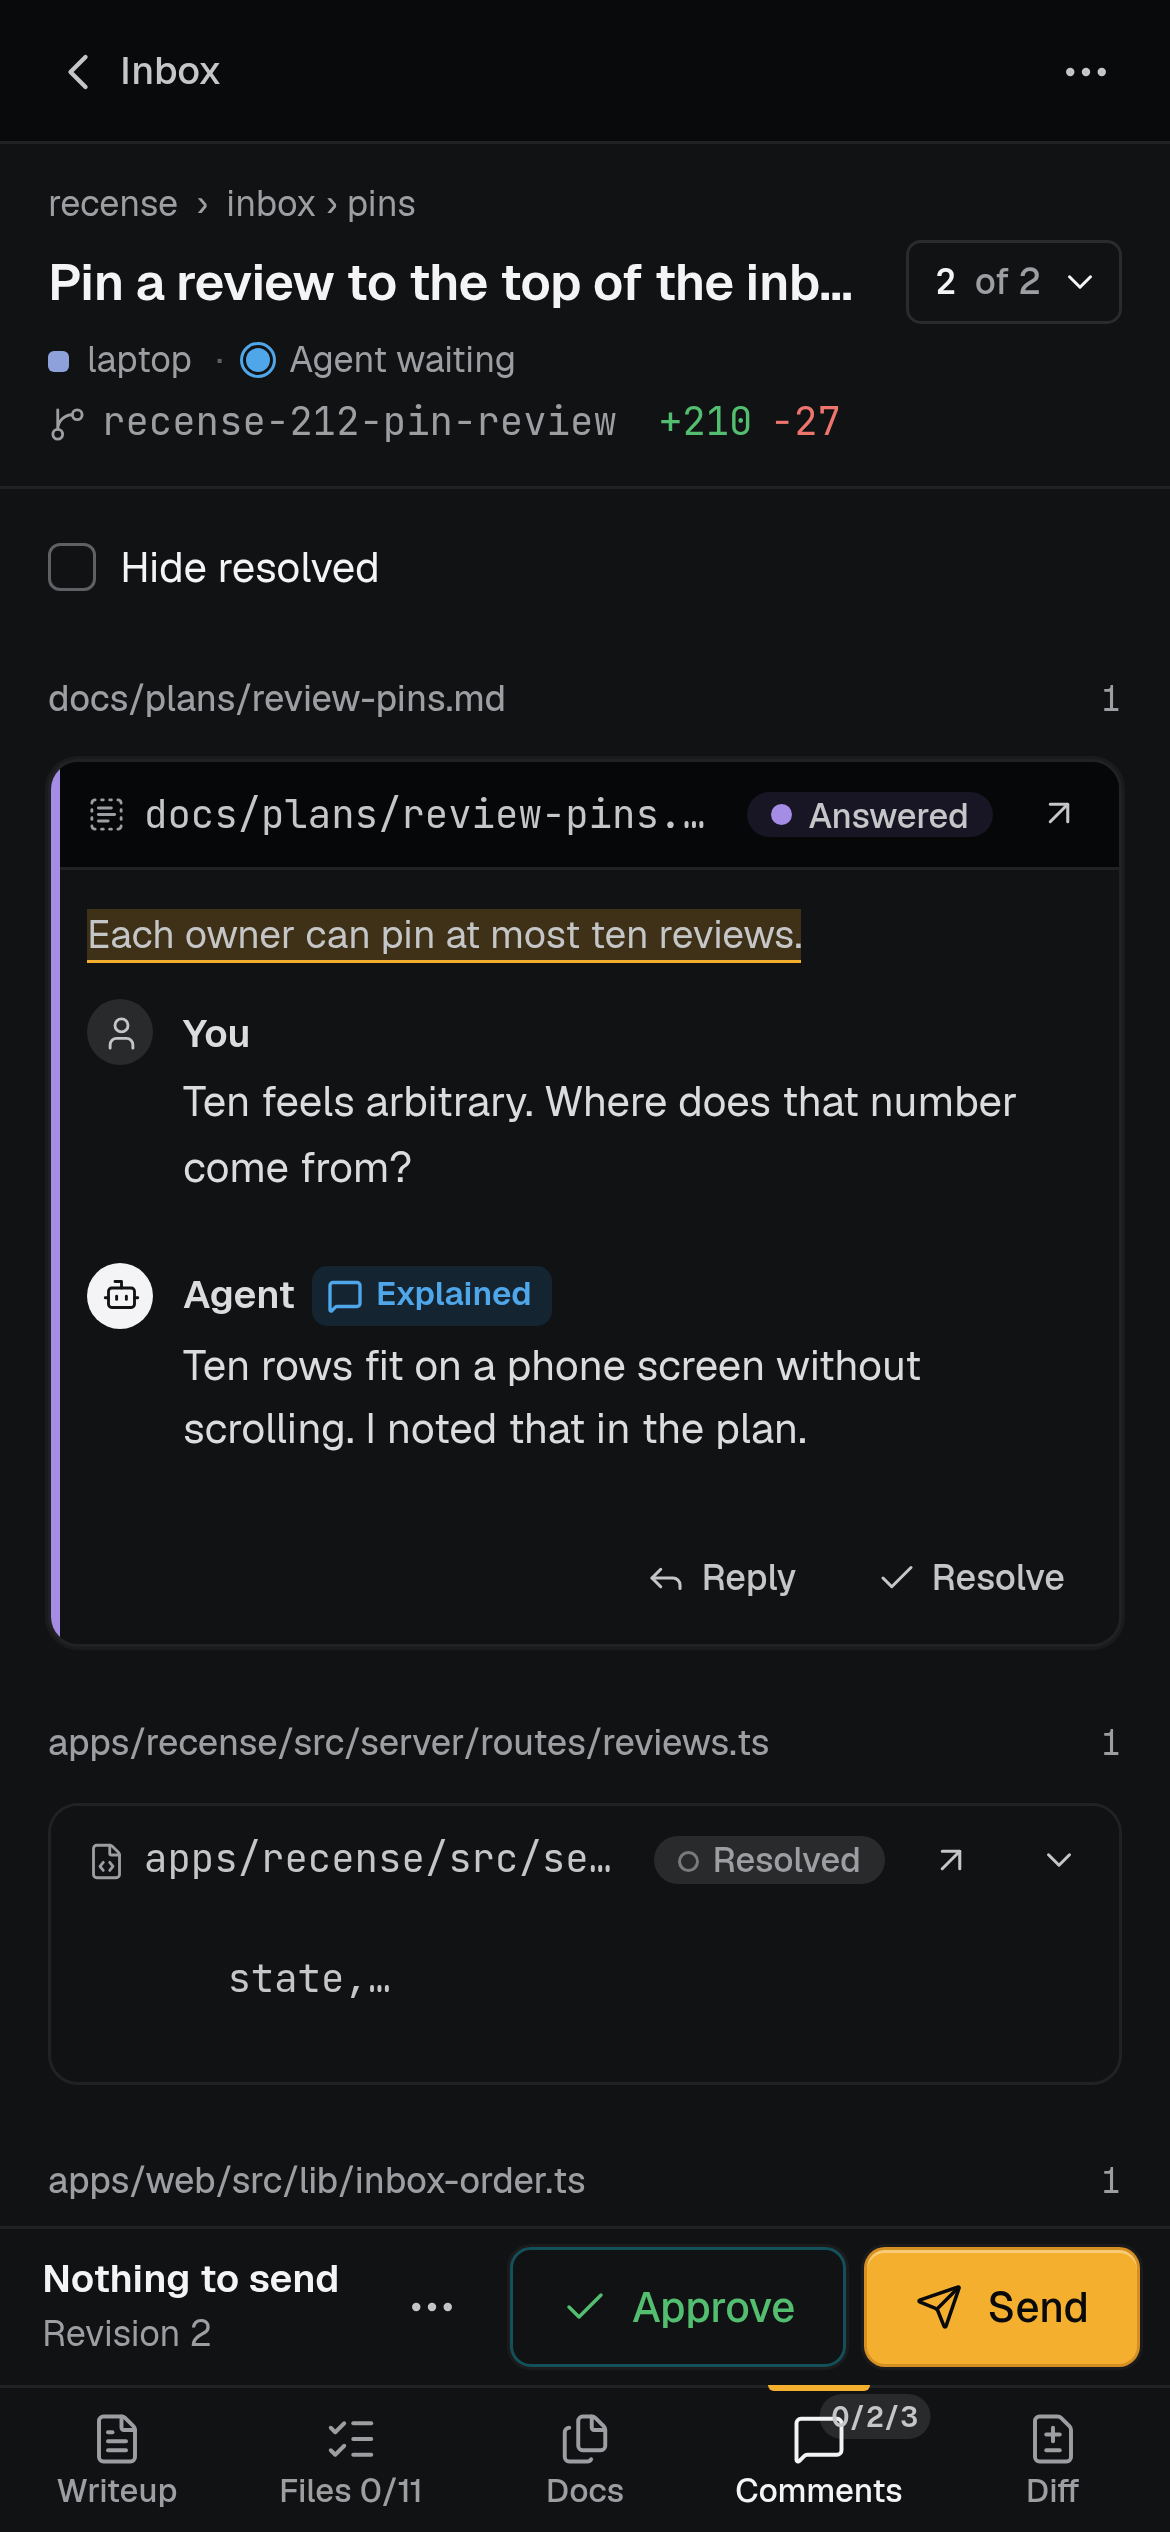 Inbox
recense › inbox › pins
Pin a review to the top of the inb...
2 of 2
laptop · Agent waiting
recense-212-pin-review +210 -27
Hide resolved
docs/plans/review-pins.md 1
docs/plans/review-pins.… Answered
Each owner can pin at most ten reviews.
You
Ten feels arbitrary. Where does that number
come from?
Agent Explained
Ten rows fit on a phone screen without
scrolling. I noted that in the plan.
Reply Resolve
apps/recense/src/server/routes/reviews.ts 1
apps/recense/src/se… Resolved
state,…
apps/web/src/lib/inbox-order.ts 1
Nothing to send
Revision 2
Approve
Send
0/2/3
Writeup Files 0/11 Docs Comments Diff